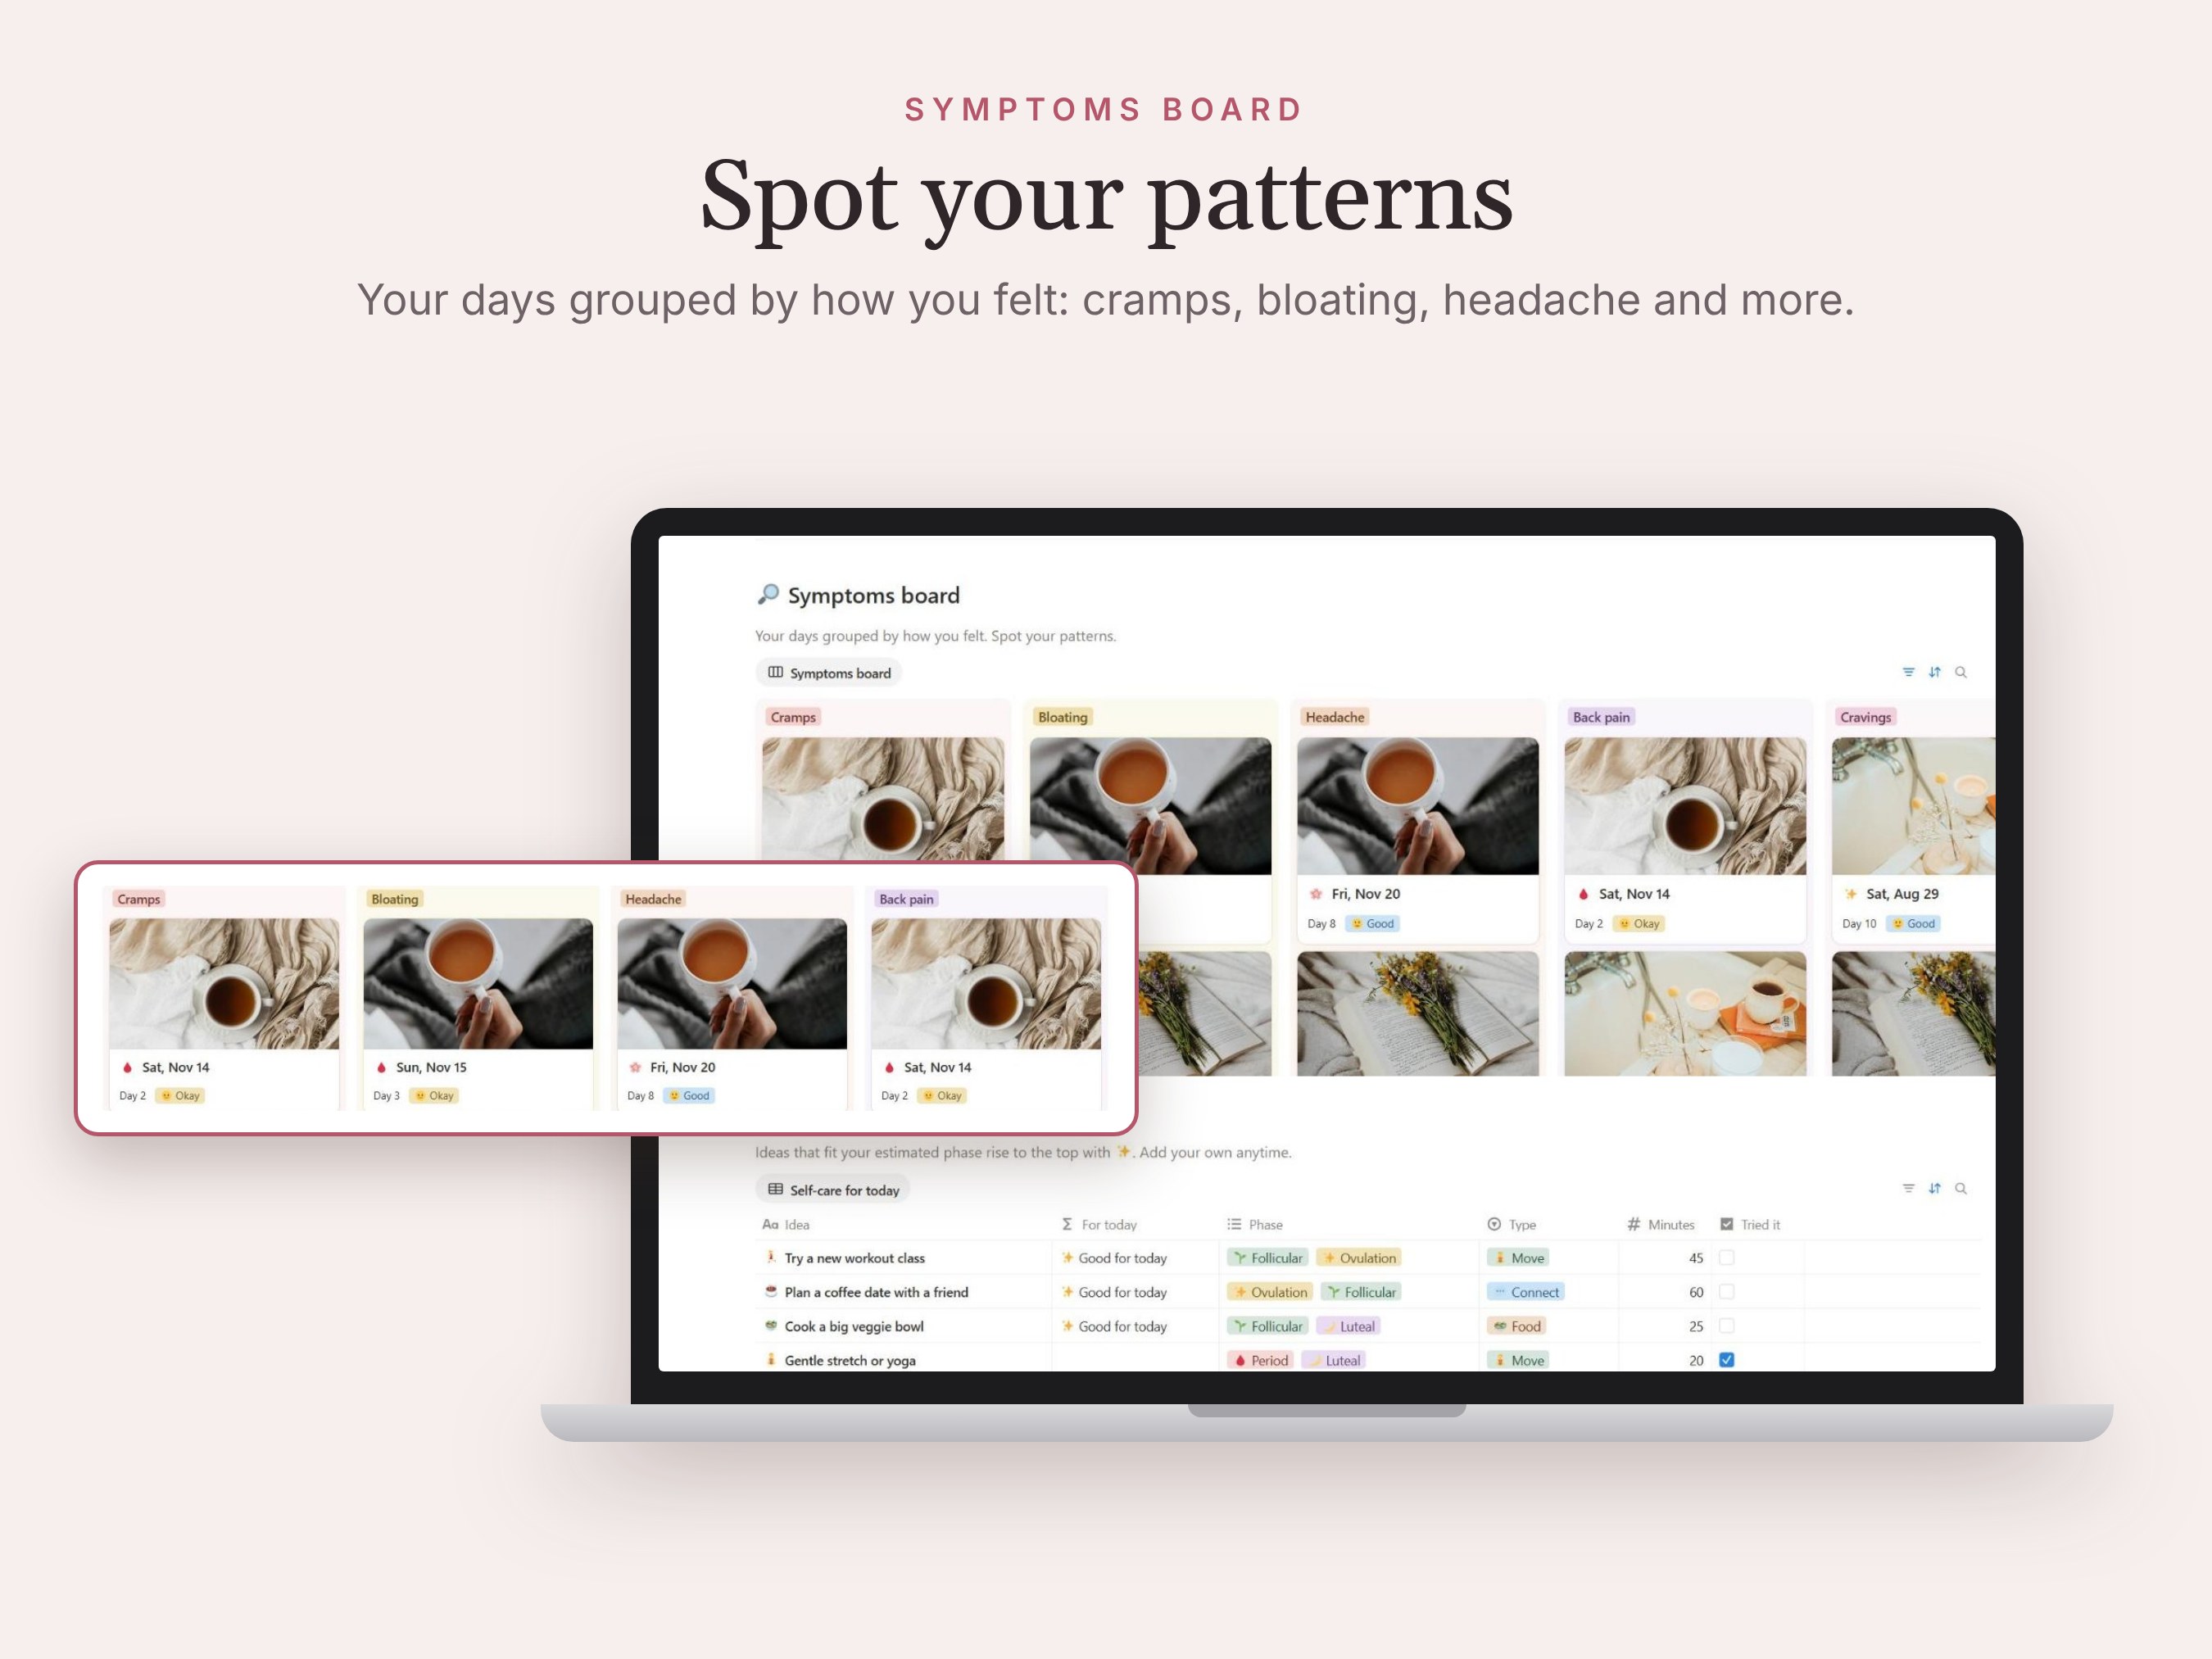 SYMPTOMS BOARD
Spot your patterns
Your days grouped by how you felt: cramps, bloating, headache and more.
Symptoms board
Your days grouped by how you felt. Spot your patterns.
Symptoms board
Cramps
Bloating
Headache
Back pain
Cravings
Fri, Nov 20
Day 8 Good
Sat, Nov 14
Day 2 Okay
Sat, Aug 29
Day 10 Good
Cramps
Sat, Nov 14
Day 2 Okay
Bloating
Sun, Nov 15
Day 3 Okay
Headache
Fri, Nov 20
Day 8 Good
Back pain
Sat, Nov 14
Day 2 Okay
Ideas that fit your estimated phase rise to the top with ✨. Add your own anytime.
Self-care for today
Aa Idea Σ For today Phase Type # Minutes Tried it
Try a new workout class ✨ Good for today Follicular Ovulation Move 45
Plan a coffee date with a friend ✨ Good for today Ovulation Follicular Connect 60
Cook a big veggie bowl ✨ Good for today Follicular Luteal Food 25
Gentle stretch or yoga Period Luteal Move 20